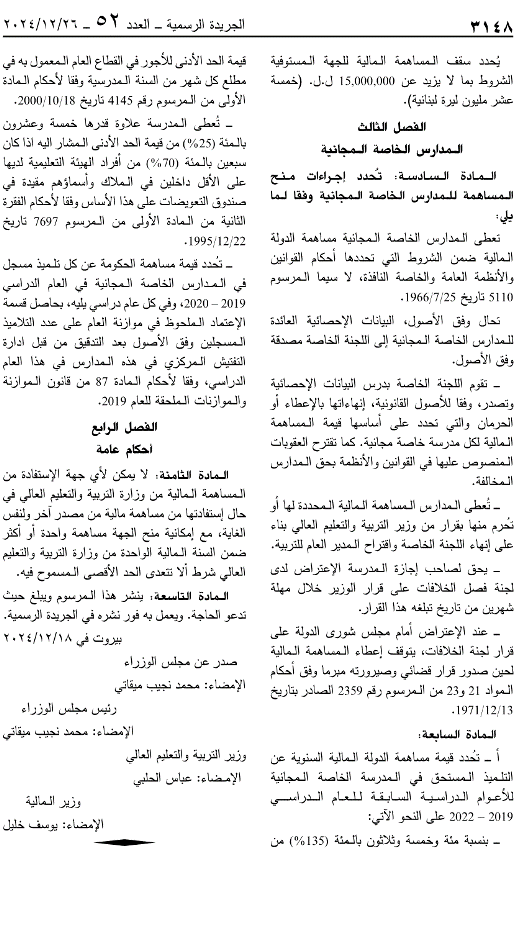 ٣١٤٨
الجريدة الرسمية – العدد ٥٢ – ٢٠٢٤/١٢/٢٦
يُحدد سقف المساهمة المالية للجهة المستوفية
الشروط بما لا يزيد عن 15,000,000 ل.ل. (خمسة
عشر مليون ليرة لبنانية).
الفصل الثالث
المدارس الخاصة المجانية
المادة السادسة: تُحدد إجراءات منح
المساهمة للمدارس الخاصة المجانية وفقا لما
يلي:
تعطى المدارس الخاصة المجانية مساهمة الدولة
المالية ضمن الشروط التي تحددها أحكام القوانين
والأنظمة العامة والخاصة النافذة، لا سيما المرسوم
5110 تاريخ 1966/7/25.
تحال وفق الأصول، البيانات الإحصائية العائدة
للمدارس الخاصة المجانية إلى اللجنة الخاصة مصدقة
وفق الأصول.
– تقوم اللجنة الخاصة بدرس البيانات الإحصائية
وتصدر، وفقا للأصول القانونية، إنهاءاتها بالإعطاء أو
الحرمان والتي تحدد على أساسها قيمة المساهمة
المالية لكل مدرسة خاصة مجانية. كما تقترح العقوبات
المنصوص عليها في القوانين والأنظمة بحق المدارس
المخالفة.
– تُعطى المدارس المساهمة المالية المحددة لها أو
تُحرم منها بقرار من وزير التربية والتعليم العالي بناء
على إنهاء اللجنة الخاصة واقتراح المدير العام للتربية.
– يحق لصاحب إجازة المدرسة الإعتراض لدى
لجنة فصل الخلافات على قرار الوزير خلال مهلة
شهرين من تاريخ تبلغه هذا القرار.
– عند الإعتراض أمام مجلس شورى الدولة على
قرار لجنة الخلافات، يتوقف إعطاء المساهمة المالية
لحين صدور قرار قضائي وصيرورته مبرما وفق أحكام
المواد 21 و23 من المرسوم رقم 2359 الصادر بتاريخ
1971/12/13.
المادة السابعة:
أ – تُحدد قيمة مساهمة الدولة المالية السنوية عن
التلميذ المستحق في المدرسة الخاصة المجانية
للأعوام الدراسية السابقة للعام الدراسي
2019 – 2022 على النحو الآتي:
– بنسبة مئة وخمسة وثلاثون بالمئة (135%) من
قيمة الحد الأدنى للأجور في القطاع العام المعمول به في
مطلع كل شهر من السنة المدرسية وفقا لأحكام المادة
الأولى من المرسوم رقم 4145 تاريخ 2000/10/18.
– تُعطى المدرسة علاوة قدرها خمسة وعشرون
بالمئة (25%) من قيمة الحد الأدنى المشار اليه اذا كان
سبعين بالمئة (70%) من أفراد الهيئة التعليمية لديها
على الأقل داخلين في الملاك وأسماؤهم مقيدة في
صندوق التعويضات على هذا الأساس وفقا لأحكام الفقرة
الثانية من المادة الأولى من المرسوم 7697 تاريخ
1995/12/22.
– تُحدد قيمة مساهمة الحكومة عن كل تلميذ مسجل
في المدارس الخاصة المجانية في العام الدراسي
2019 – 2020، وفي كل عام دراسي يليه، بحاصل قسمة
الإعتماد الملحوظ في موازنة العام على عدد التلاميذ
المسجلين وفق الأصول بعد التدقيق من قبل ادارة
التفتيش المركزي في هذه المدارس في هذا العام
الدراسي، وفقا لأحكام المادة 87 من قانون الموازنة
والموازنات الملحقة للعام 2019.
الفصل الرابع
أحكام عامة
المادة الثامنة: لا يمكن لأي جهة الإستفادة من
المساهمة المالية من وزارة التربية والتعليم العالي في
حال إستفادتها من مساهمة مالية من مصدر آخر ولنفس
الغاية، مع إمكانية منح الجهة مساهمة واحدة أو أكثر
ضمن السنة المالية الواحدة من وزارة التربية والتعليم
العالي شرط ألا تتعدى الحد الأقصى المسموح فيه.
المادة التاسعة: ينشر هذا المرسوم ويبلغ حيث
تدعو الحاجة. ويعمل به فور نشره في الجريدة الرسمية.
بيروت في ٢٠٢٤/١٢/١٨
صدر عن مجلس الوزراء
الإمضاء: محمد نجيب ميقاتي
رئيس مجلس الوزراء
الإمضاء: محمد نجيب ميقاتي
وزير التربية والتعليم العالي
الإمضاء: عباس الحلبي
وزير المالية
الإمضاء: يوسف خليل